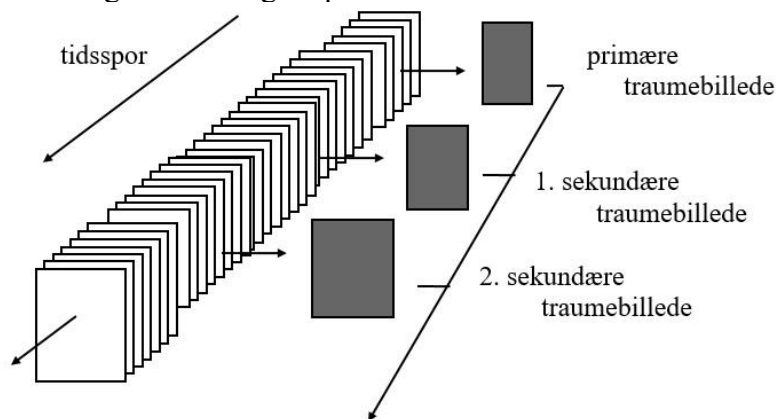 tidsspor
primære
traumebillede
1. sekundære
traumebillede
2. sekundære
traumebillede